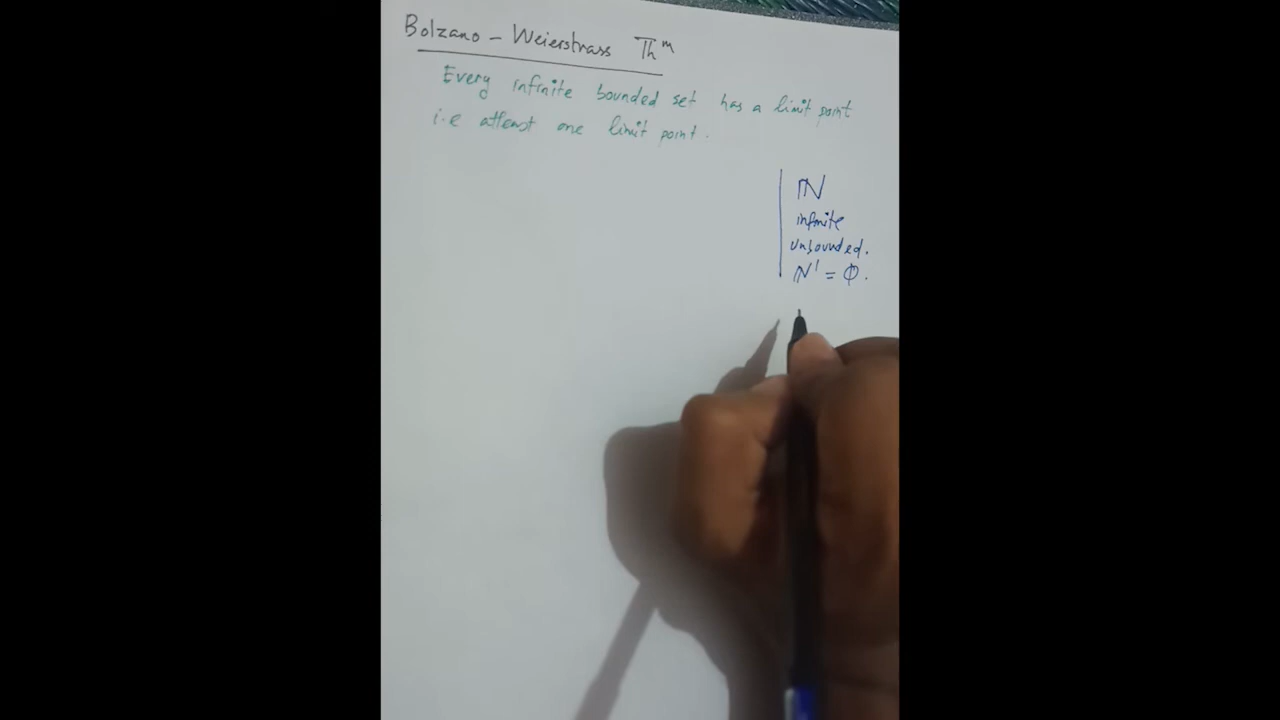 Bolzano - Weierstrass Thᵐ
Every infinite bounded set has a limit point
i.e atleast one limit point.
ℕ
infinite
unbounded.
N' = Φ.